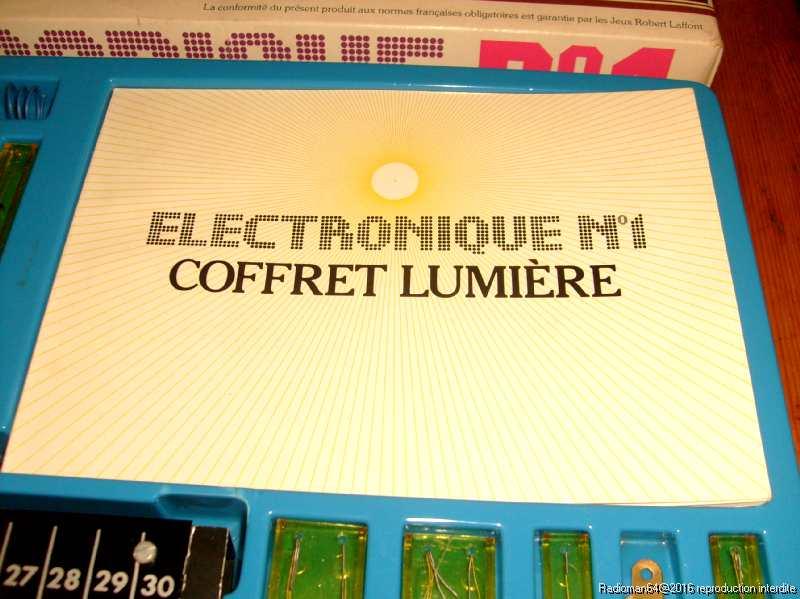 La conformité du présent produit aux normes françaises obligatoires est garantie par les Jeux Robert Laffont.
N°1
ELECTRONIQUE N°1
COFFRET LUMIÈRE
27 28 29 30
Radioman64@2016 reproduction interdite